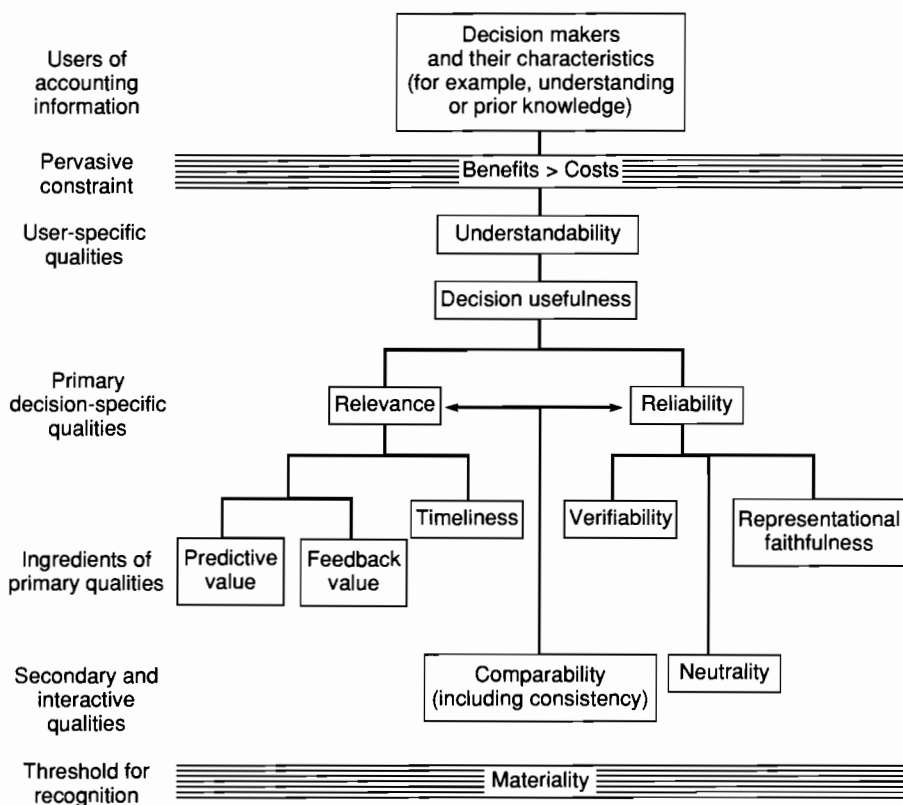 Users of
accounting
information
Decision makers
and their characteristics
(for example, understanding
or prior knowledge)
Pervasive
constraint
Benefits > Costs
User-specific
qualities
Understandability
Decision usefulness
Primary
decision-specific
qualities
Relevance
Reliability
Ingredients of
primary qualities
Predictive
value
Feedback
value
Timeliness
Verifiability
Representational
faithfulness
Secondary and
interactive
qualities
Comparability
(including consistency)
Neutrality
Threshold for
recognition
Materiality